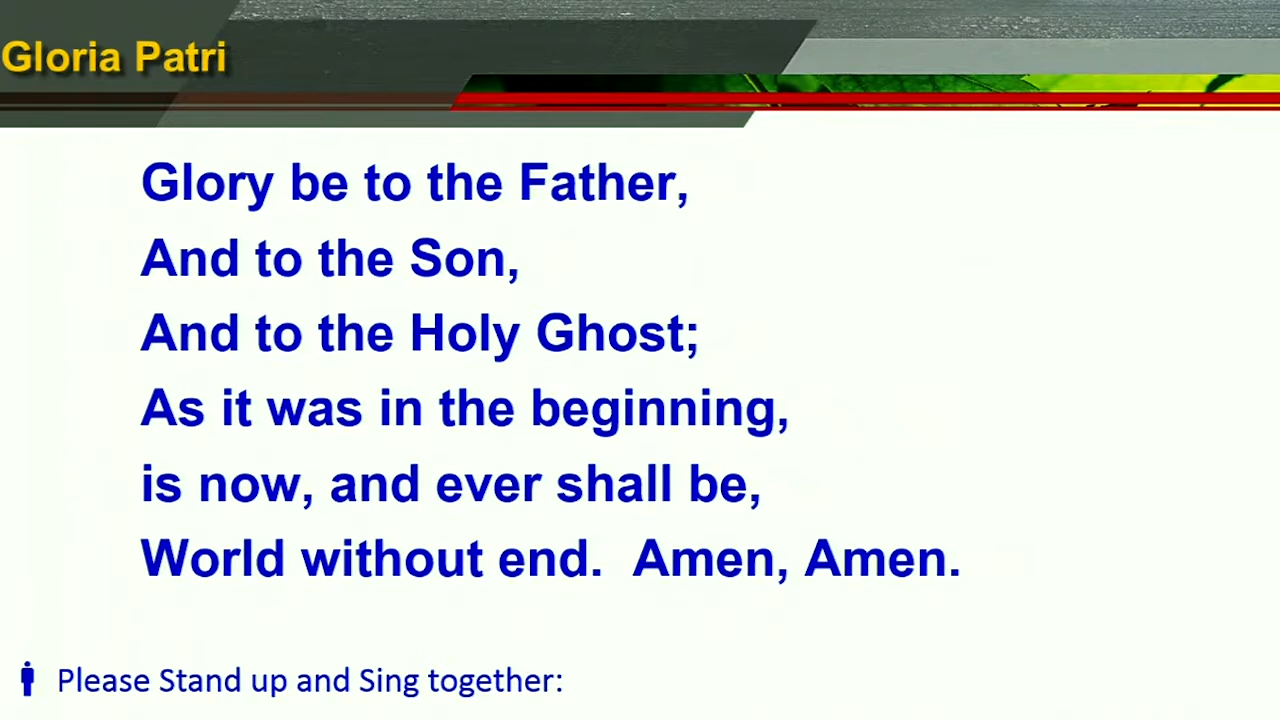 Gloria Patri
Glory be to the Father,
And to the Son,
And to the Holy Ghost;
As it was in the beginning,
is now, and ever shall be,
World without end.  Amen, Amen.
Please Stand up and Sing together: